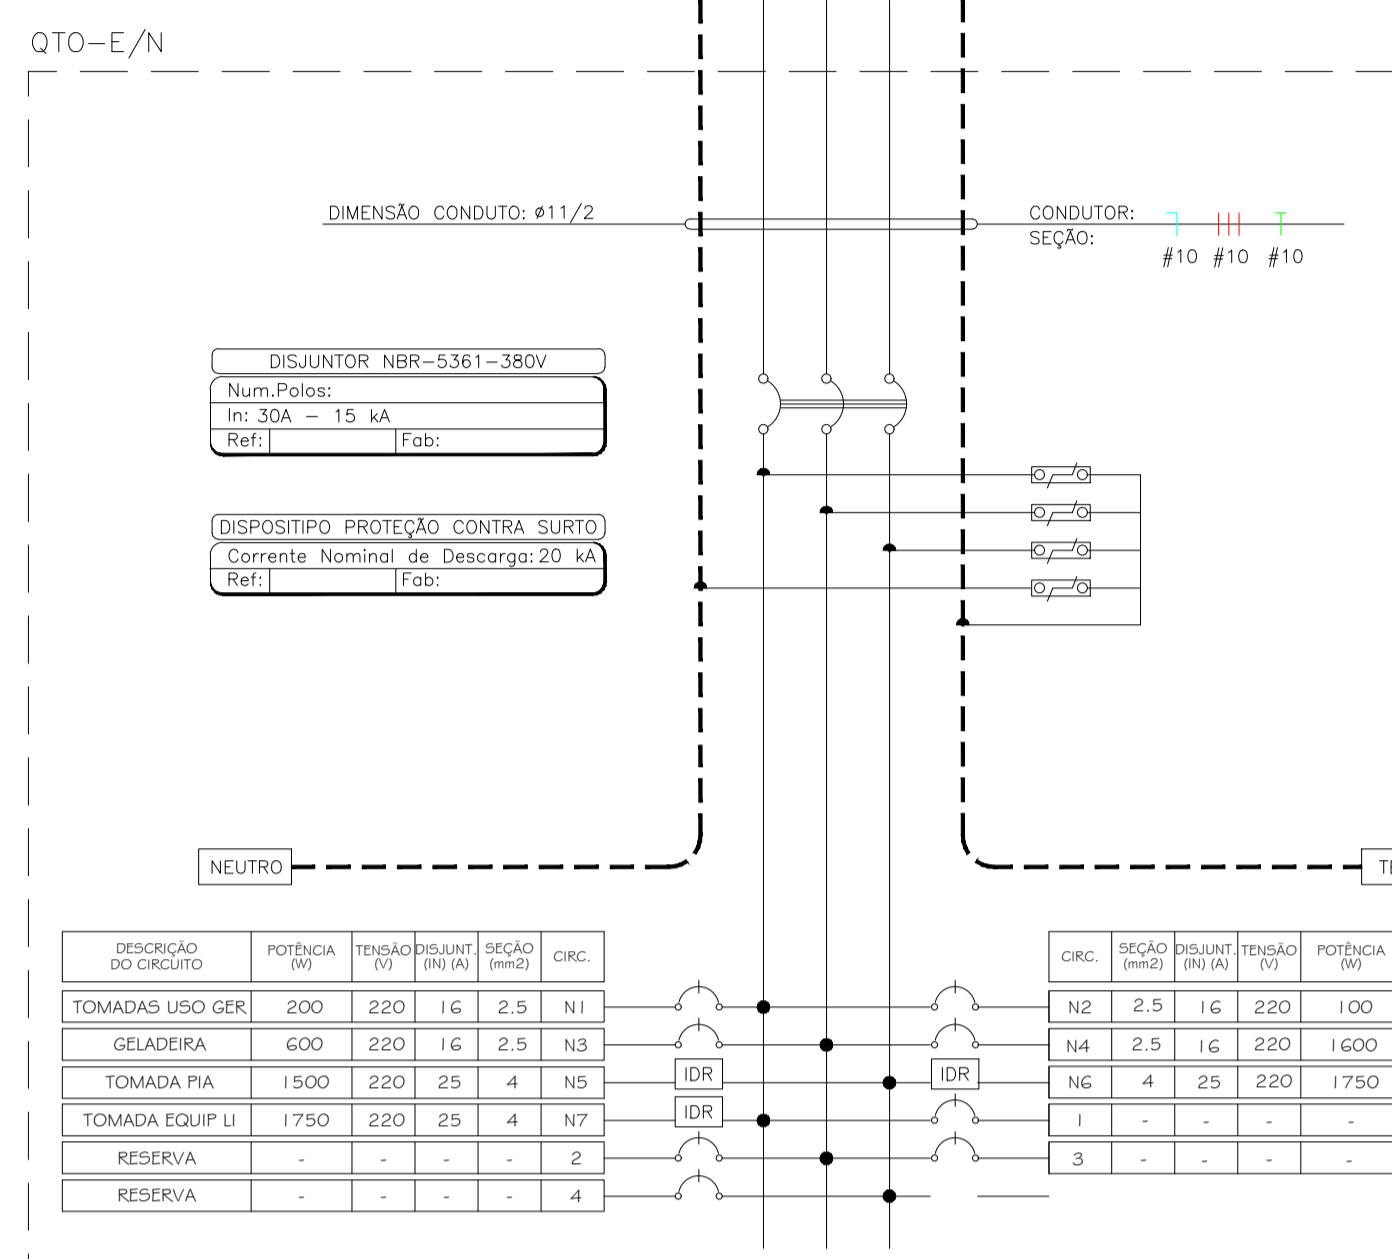 QTO-E/N
DIMENSÃO CONDUTO: ø11/2
CONDUTOR:
SEÇÃO:
#10 #10 #10
DISJUNTOR NBR-5361-380V
Num.Polos:
In: 30A - 15 kA
Ref: Fab:
DISPOSITIPO PROTEÇÃO CONTRA SURTO
Corrente Nominal de Descarga: 20 kA
Ref: Fab:
NEUTRO
DESCRIÇÃO DO CIRCUITO POTÊNCIA (W) TENSÃO (V) DISJUNT. (IN) (A) SEÇÃO (mm2) CIRC.
TOMADAS USO GER 200 220 16 2.5 N1
GELADEIRA 600 220 16 2.5 N3
TOMADA PIA 1500 220 25 4 N5 IDR
TOMADA EQUIP LI 1750 220 25 4 N7 IDR
RESERVA - - - - 2
RESERVA - - - - 4
CIRC. SEÇÃO (mm2) DISJUNT. (IN) (A) TENSÃO (V) POTÊNCIA (W)
N2 2.5 16 220 100
N4 2.5 16 220 1600
IDR N6 4 25 220 1750
1 - - - -
3 - - - -